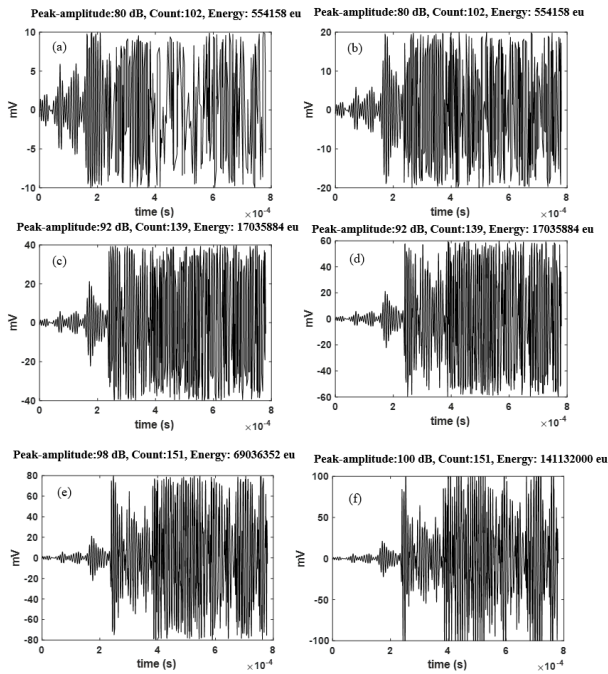 Peak-amplitude:80 dB, Count:102, Energy: 554158 eu
Peak-amplitude:80 dB, Count:102, Energy: 554158 eu
(a)
10
5
0
-5
-10
mV
0 2 4 6 8
time (s)
×10-4
(b)
20
10
0
-10
-20
mV
0 2 4 6 8
time (s)
×10-4
Peak-amplitude:92 dB, Count:139, Energy: 17035884 eu
Peak-amplitude:92 dB, Count:139, Energy: 17035884 eu
(c)
40
20
0
-20
-40
mV
0 2 4 6 8
time (s)
×10-4
(d)
60
40
20
0
-20
-40
-60
mV
0 2 4 6 8
time (s)
×10-4
Peak-amplitude:98 dB, Count:151, Energy: 69036352 eu
Peak-amplitude:100 dB, Count:151, Energy: 141132000 eu
(e)
80
60
40
20
0
-20
-40
-60
-80
mV
0 2 4 6 8
time (s)
×10-4
(f)
100
50
0
-50
-100
mV
0 2 4 6 8
time (s)
×10-4